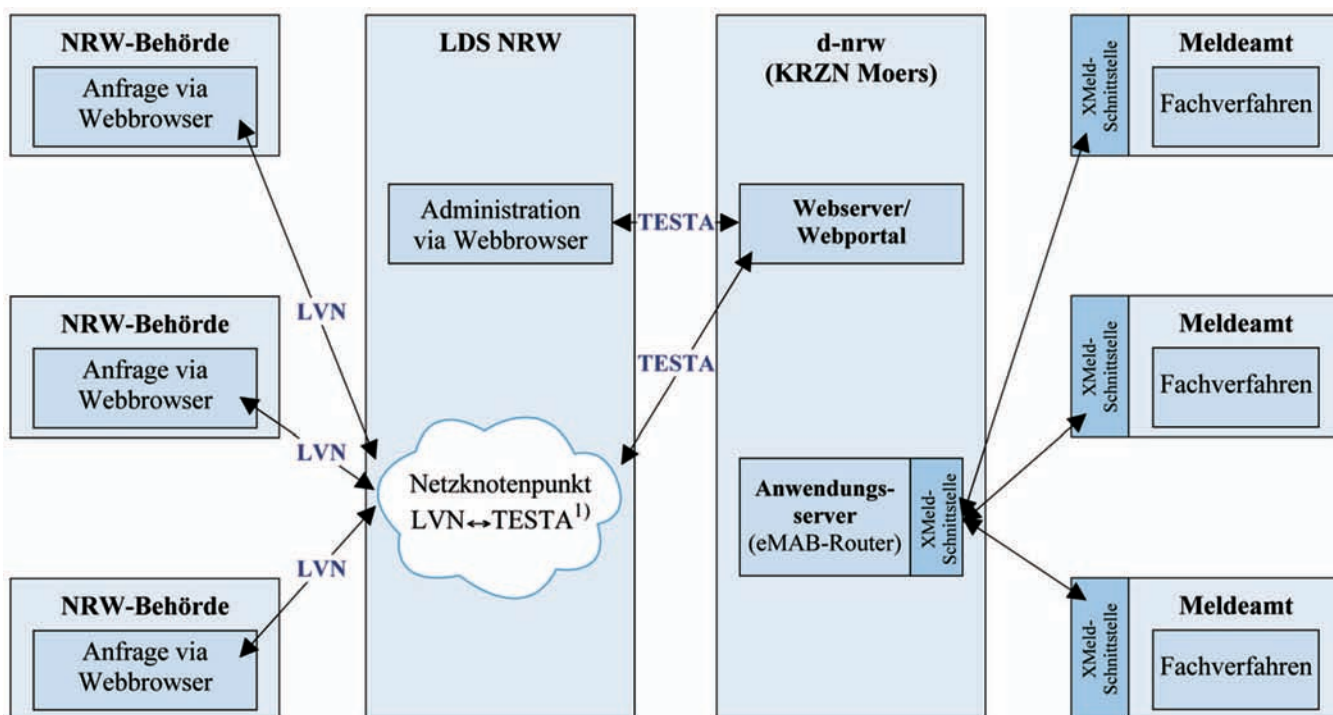 NRW-Behörde
Anfrage via
Webbrowser
NRW-Behörde
Anfrage via
Webbrowser
NRW-Behörde
Anfrage via
Webbrowser
LVN
LVN
LVN
LDS NRW
Administration
via Webbrowser
Netzknotenpunkt
LVN↔TESTA¹⁾
TESTA
TESTA
d-nrw
(KRZN Moers)
Webserver/
Webportal
Anwendungs-
server
(eMAB-Router)
XMeld-
Schnittstelle
XMeld-
Schnittstelle
Meldeamt
Fachverfahren
XMeld-
Schnittstelle
Meldeamt
Fachverfahren
XMeld-
Schnittstelle
Meldeamt
Fachverfahren